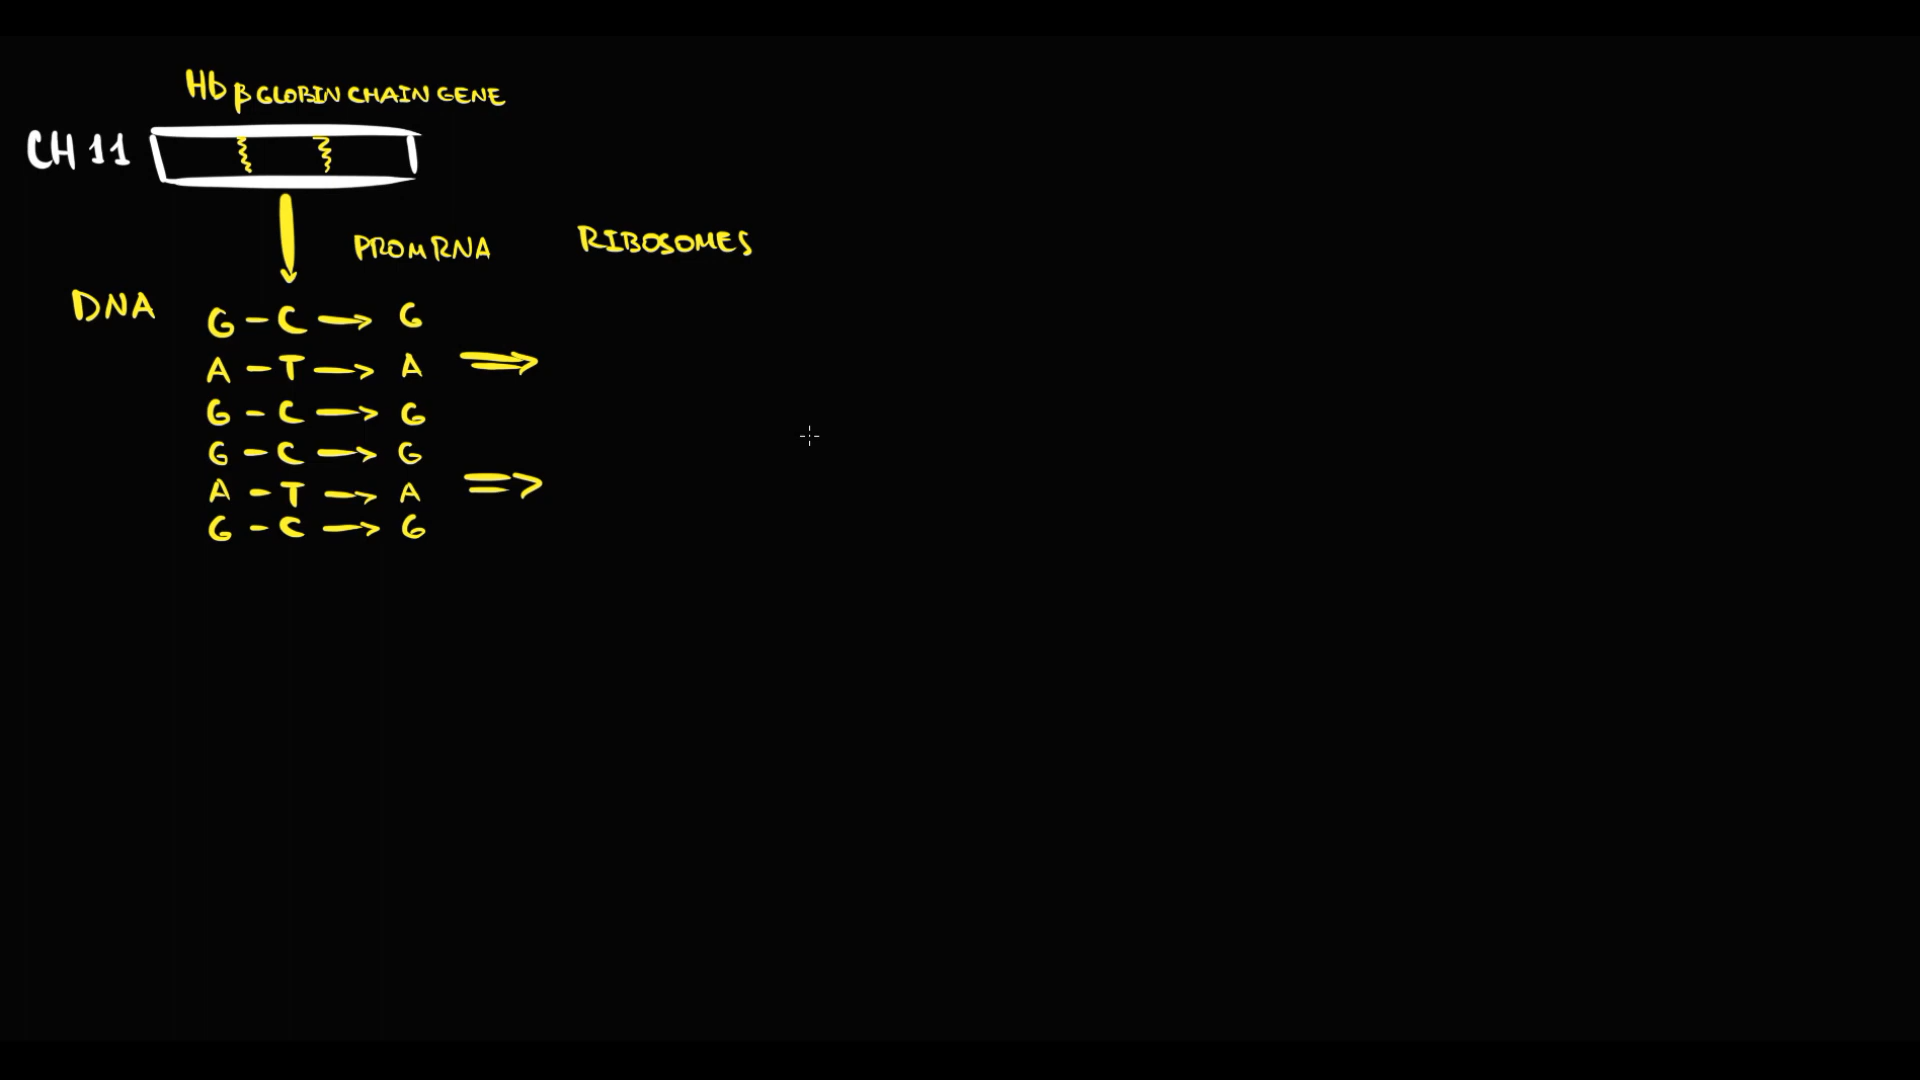 Hb β GLOBIN CHAIN GENE
CH 11
PROMRNA RIBOSOMES
DNA
G - C → G
A - T → A ⇒
G - C → G
G - C → G
A - T → A =>
G - C → G